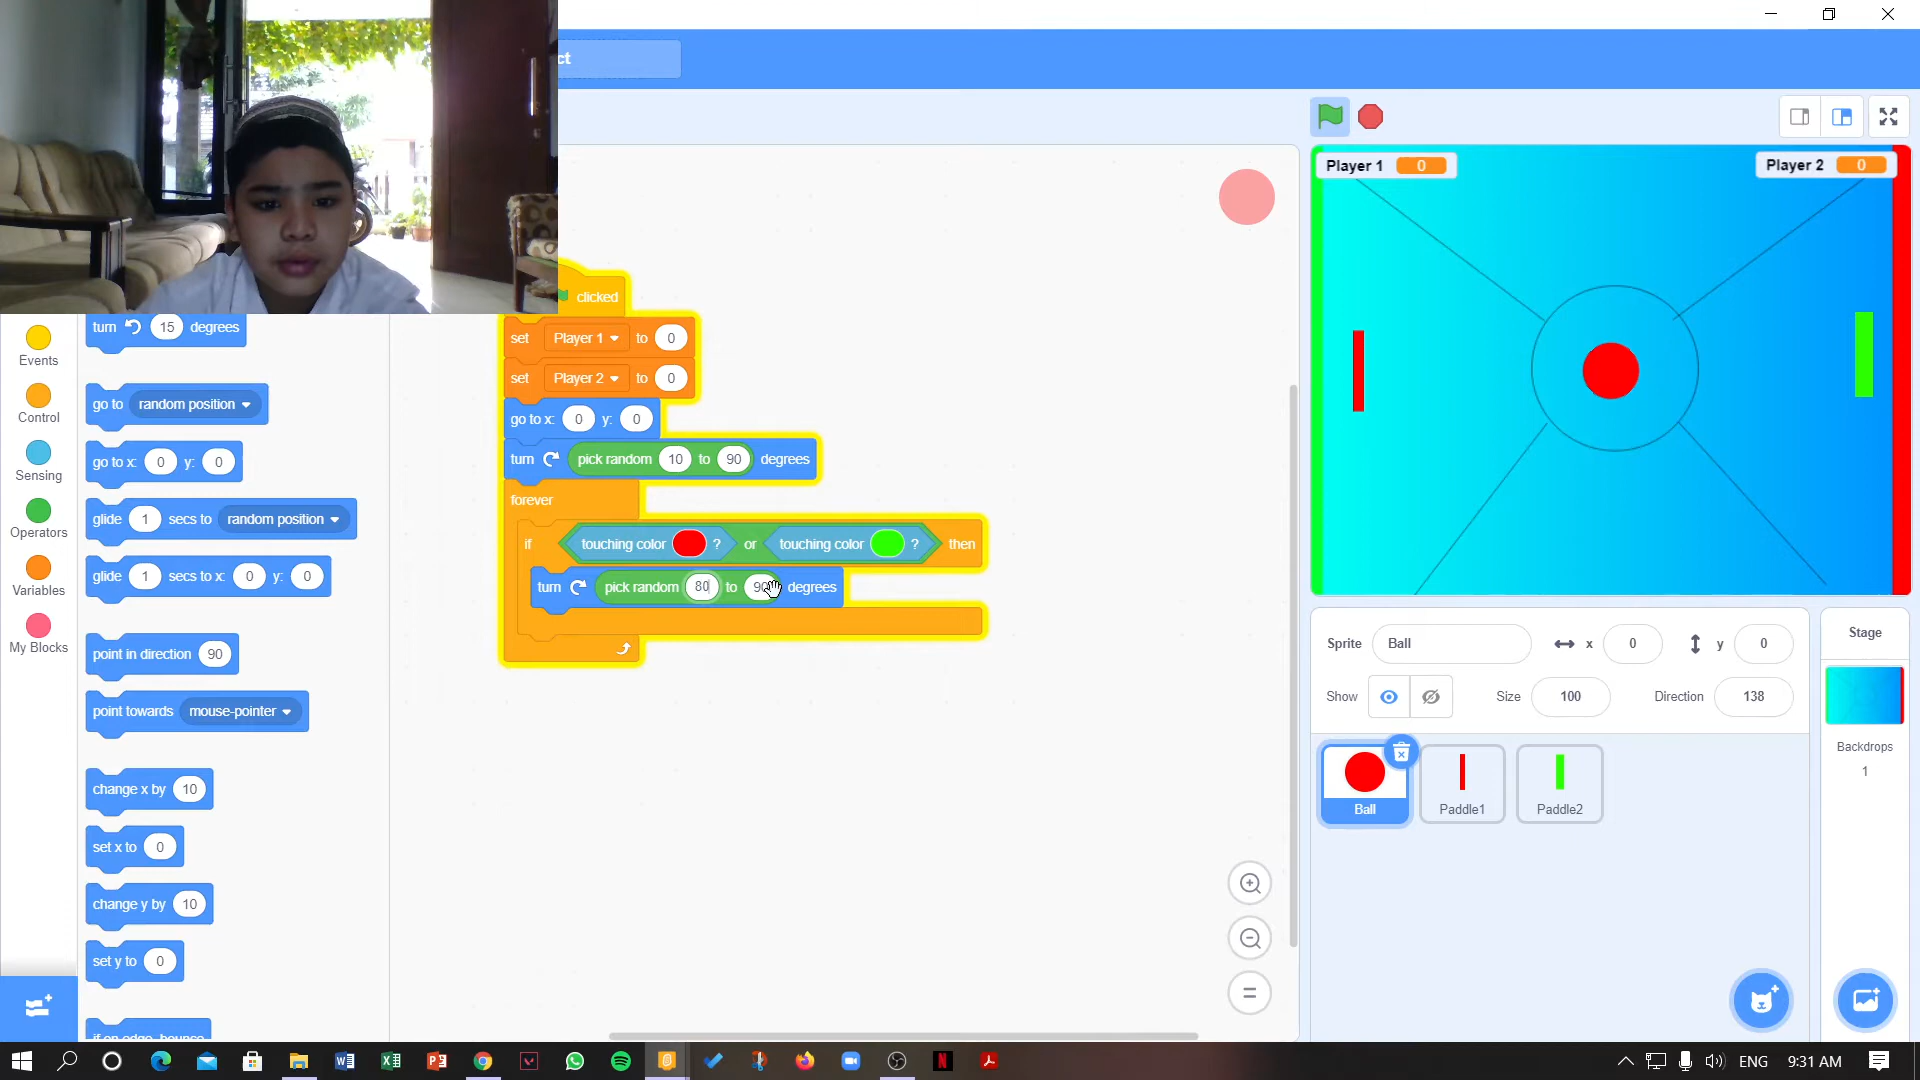 ct
Player 1 0
Player 2 0
clicked
set Player 1 to 0
set Player 2 to 0
go to x: 0 y: 0
turn pick random 10 to 90 degrees
forever
if touching color ? or touching color ? then
turn pick random 80 to 90 degrees
Events
Control
Sensing
Operators
Variables
My Blocks
turn 15 degrees
go to random position
go to x: 0 y: 0
glide 1 secs to random position
glide 1 secs to x: 0 y: 0
point in direction 90
point towards mouse-pointer
change x by 10
set x to 0
change y by 10
set y to 0
if on edge, bounce
Sprite Ball x 0 y 0
Show Size 100 Direction 138
Ball
Paddle1
Paddle2
Stage
Backdrops
1
ENG 9:31 AM